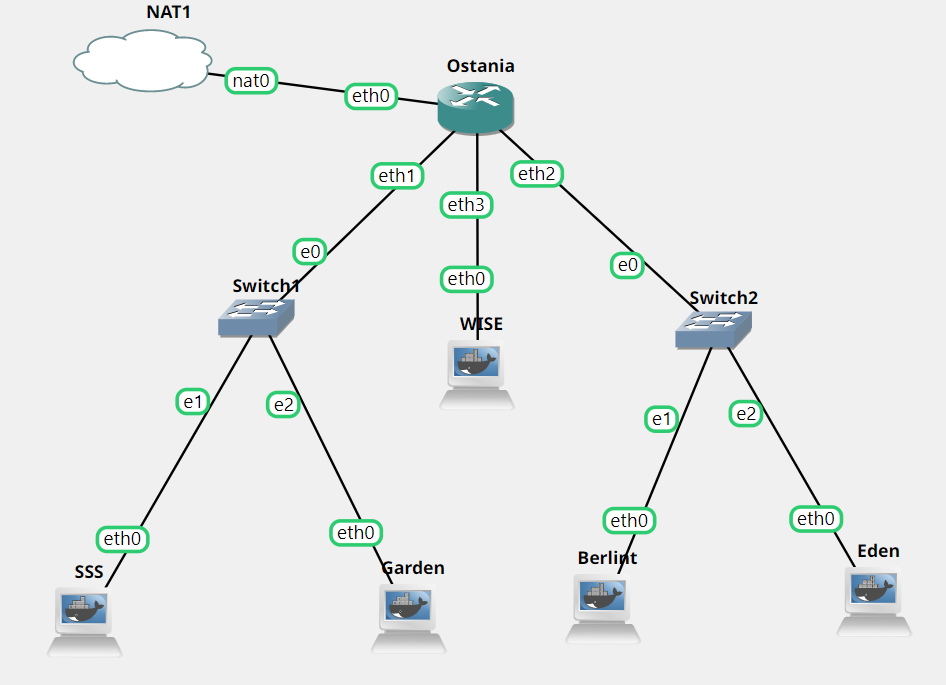 NAT1
Ostania
nat0
eth0
eth1
eth3
eth2
e0
e0
eth0
Switch1
Switch2
WISE
e1
e2
e1
e2
eth0
eth0
eth0
eth0
SSS
Garden
Berlint
Eden